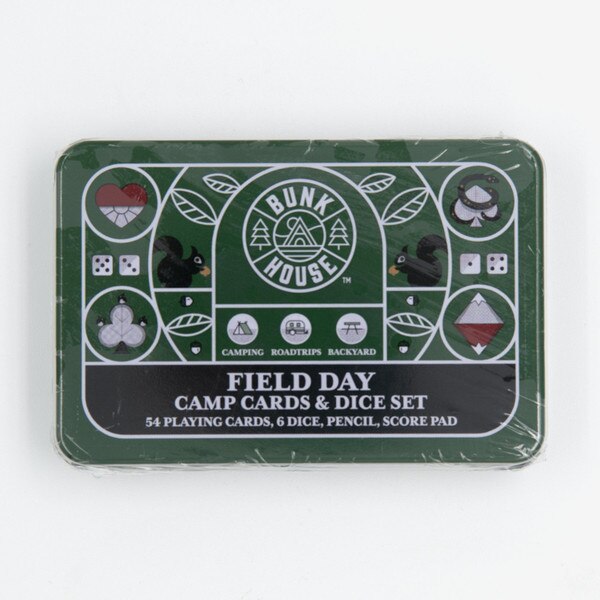 BUNK
HOUSE
TM
CAMPING ROADTRIPS BACKYARD
FIELD DAY
CAMP CARDS & DICE SET
54 PLAYING CARDS, 6 DICE, PENCIL, SCORE PAD